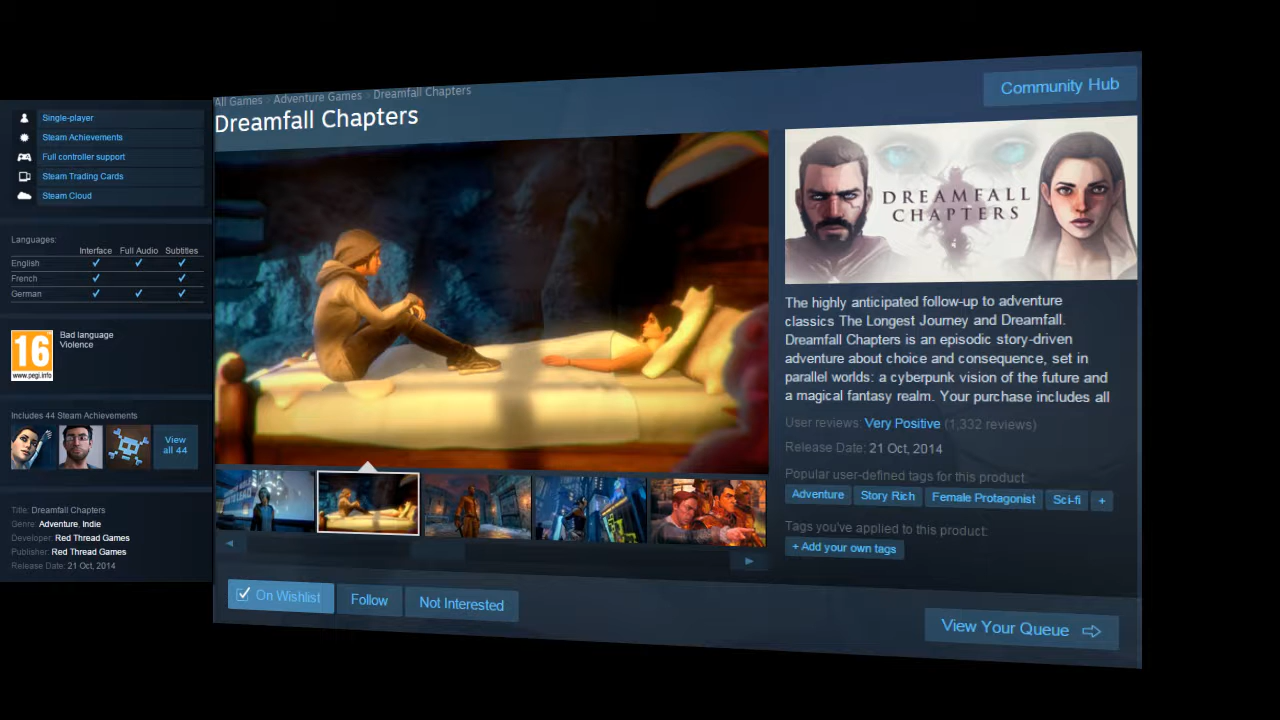 Single-player
Steam Achievements
Full controller support
Steam Trading Cards
Steam Cloud
Languages:
Interface Full Audio Subtitles
English ✓ ✓ ✓
French ✓ ✓
German ✓ ✓ ✓
16
www.pegi.info
Bad language
Violence
Includes 44 Steam Achievements
View
all 44
Title: Dreamfall Chapters
Genre: Adventure, Indie
Developer: Red Thread Games
Publisher: Red Thread Games
Release Date: 21 Oct, 2014
All Games › Adventure Games › Dreamfall Chapters
Dreamfall Chapters
Community Hub
DREAMFALL
CHAPTERS
The highly anticipated follow-up to adventure
classics The Longest Journey and Dreamfall.
Dreamfall Chapters is an episodic story-driven
adventure about choice and consequence, set in
parallel worlds: a cyberpunk vision of the future and
a magical fantasy realm. Your purchase includes all
User reviews: Very Positive (1,332 reviews)
Release Date: 21 Oct, 2014
Popular user-defined tags for this product:
Adventure Story Rich Female Protagonist Sci-fi +
Tags you've applied to this product:
+ Add your own tags
On Wishlist Follow Not Interested
View Your Queue